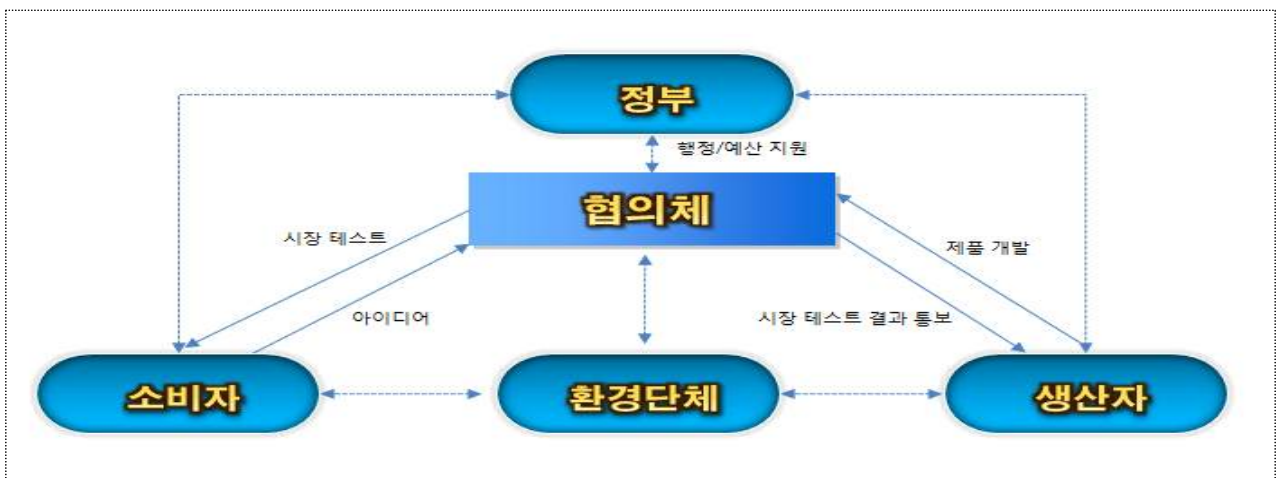 정부
행정/예산 지원
협의체
시장 테스트
제품 개발
아이디어
시장 테스트 결과 통보
소비자
환경단체
생산자